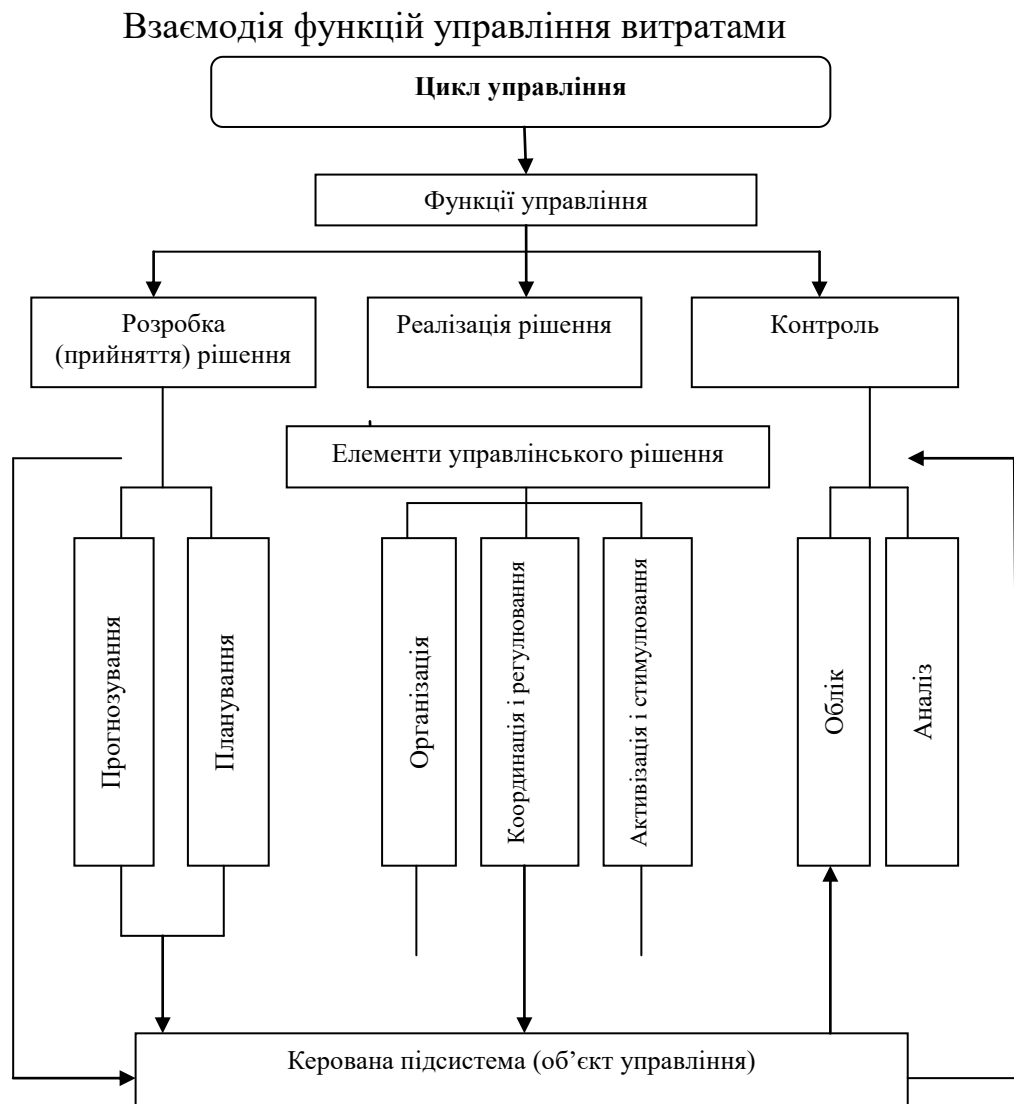 Взаємодія функцій управління витратами
Цикл управління
Функції управління
Розробка
(прийняття) рішення
Реалізація рішення
Контроль
Елементи управлінського рішення
Прогнозування
Планування
Організація
Координація і регулювання
Активізація і стимулювання
Облік
Аналіз
Керована підсистема (об’єкт управління)